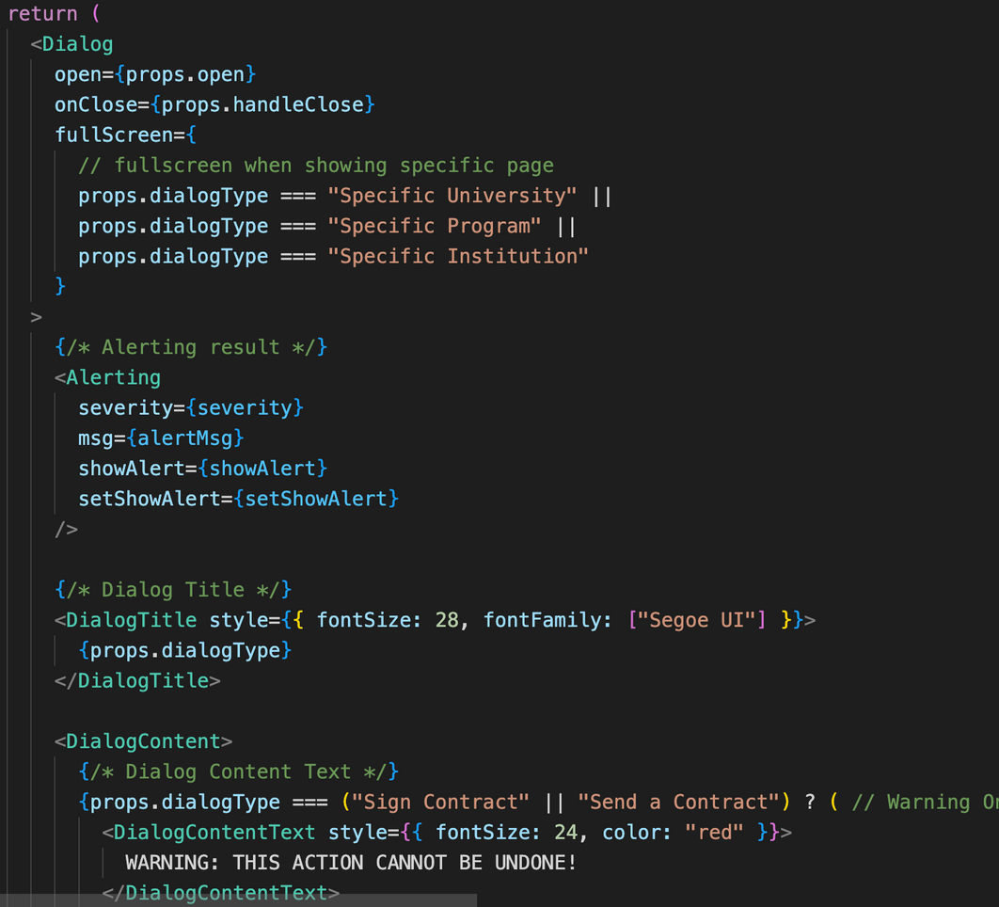 return (
<Dialog
open={props.open}
onClose={props.handleClose}
fullScreen={
// fullscreen when showing specific page
props.dialogType === "Specific University" ||
props.dialogType === "Specific Program" ||
props.dialogType === "Specific Institution"
}
>
{/* Alerting result */}
<Alerting
severity={severity}
msg={alertMsg}
showAlert={showAlert}
setShowAlert={setShowAlert}
/>
{/* Dialog Title */}
<DialogTitle style={{ fontSize: 28, fontFamily: ["Segoe UI"] }}>
{props.dialogType}
</DialogTitle>
<DialogContent>
{/* Dialog Content Text */}
{props.dialogType === ("Sign Contract" || "Send a Contract") ? ( // Warning
<DialogContentText style={{ fontSize: 24, color: "red" }}>
WARNING: THIS ACTION CANNOT BE UNDONE!
</DialogContentText>